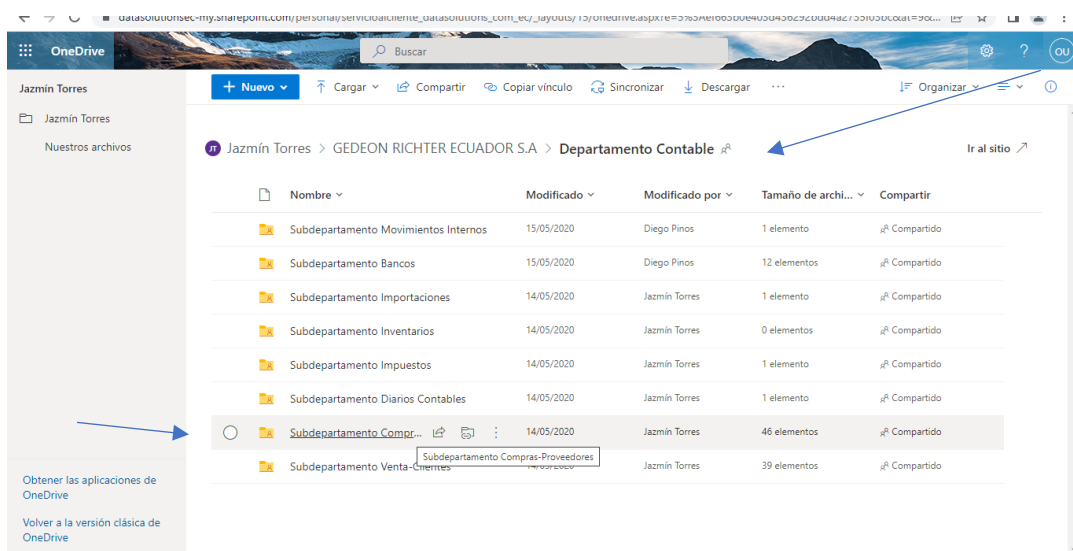 OneDrive Buscar ? OU
Jazmín Torres
Jazmín Torres
Nuestros archivos
+ Nuevo Cargar Compartir Copiar vínculo Sincronizar Descargar ··· Organizar
JT Jazmín Torres > GEDEON RICHTER ECUADOR S.A > Departamento Contable Ir al sitio
Nombre Modificado Modificado por Tamaño de archi... Compartir
Subdepartamento Movimientos Internos 15/05/2020 Diego Pinos 1 elemento Compartido
Subdepartamento Bancos 15/05/2020 Diego Pinos 12 elementos Compartido
Subdepartamento Importaciones 14/05/2020 Jazmín Torres 1 elemento Compartido
Subdepartamento Inventarios 14/05/2020 Jazmín Torres 0 elementos Compartido
Subdepartamento Impuestos 14/05/2020 Jazmín Torres 1 elemento Compartido
Subdepartamento Diarios Contables 14/05/2020 Jazmín Torres 1 elemento Compartido
Subdepartamento Compr... 14/05/2020 Jazmín Torres 46 elementos Compartido
Subdepartamento Compras-Proveedores
Subdepartamento Venta-Clientes 14/05/2020 Jazmín Torres 39 elementos Compartido
Obtener las aplicaciones de
OneDrive
Volver a la versión clásica de
OneDrive